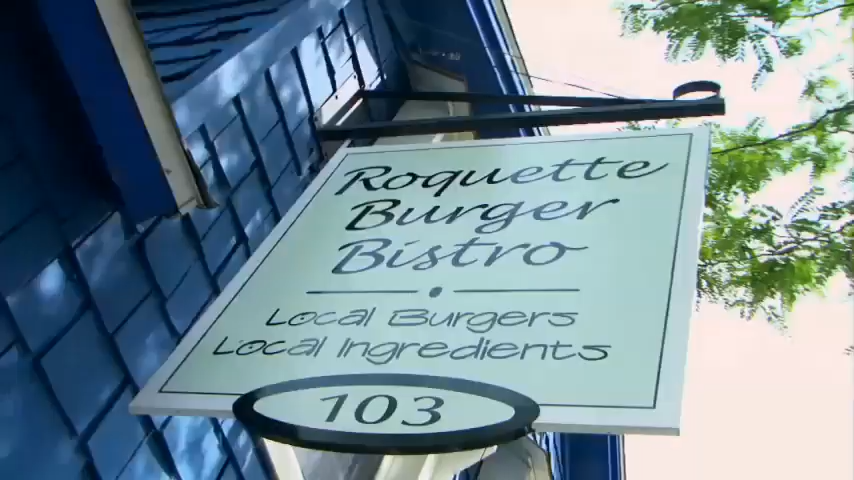 Roquette
Burger
Bistro
Local Burgers
Local Ingredients
103